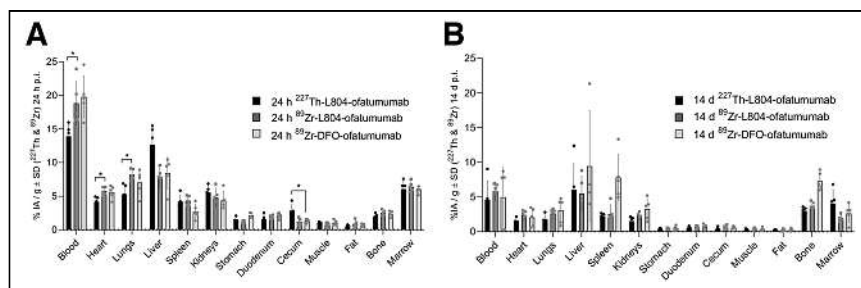 A
% IA / g ± SD (²²⁷Th & ⁸⁹Zr) 24 h p.i.
25
20
15
10
5
0
*
*
*
*
24 h ²²⁷Th-L804-ofatumumab
24 h ⁸⁹Zr-L804-ofatumumab
24 h ⁸⁹Zr-DFO-ofatumumab
Blood
Heart
Lungs
Liver
Spleen
Kidneys
Stomach
Duodenum
Cecum
Muscle
Fat
Bone
Marrow
B
%IA / g ± SD (²²⁷Th & ⁸⁹Zr) 14 d p.i.
25
20
15
10
5
0
14 d ²²⁷Th-L804-ofatumumab
14 d ⁸⁹Zr-L804-ofatumumab
14 d ⁸⁹Zr-DFO-ofatumumab
Blood
Heart
Lungs
Liver
Spleen
Kidneys
Stomach
Duodenum
Cecum
Muscle
Fat
Bone
Marrow